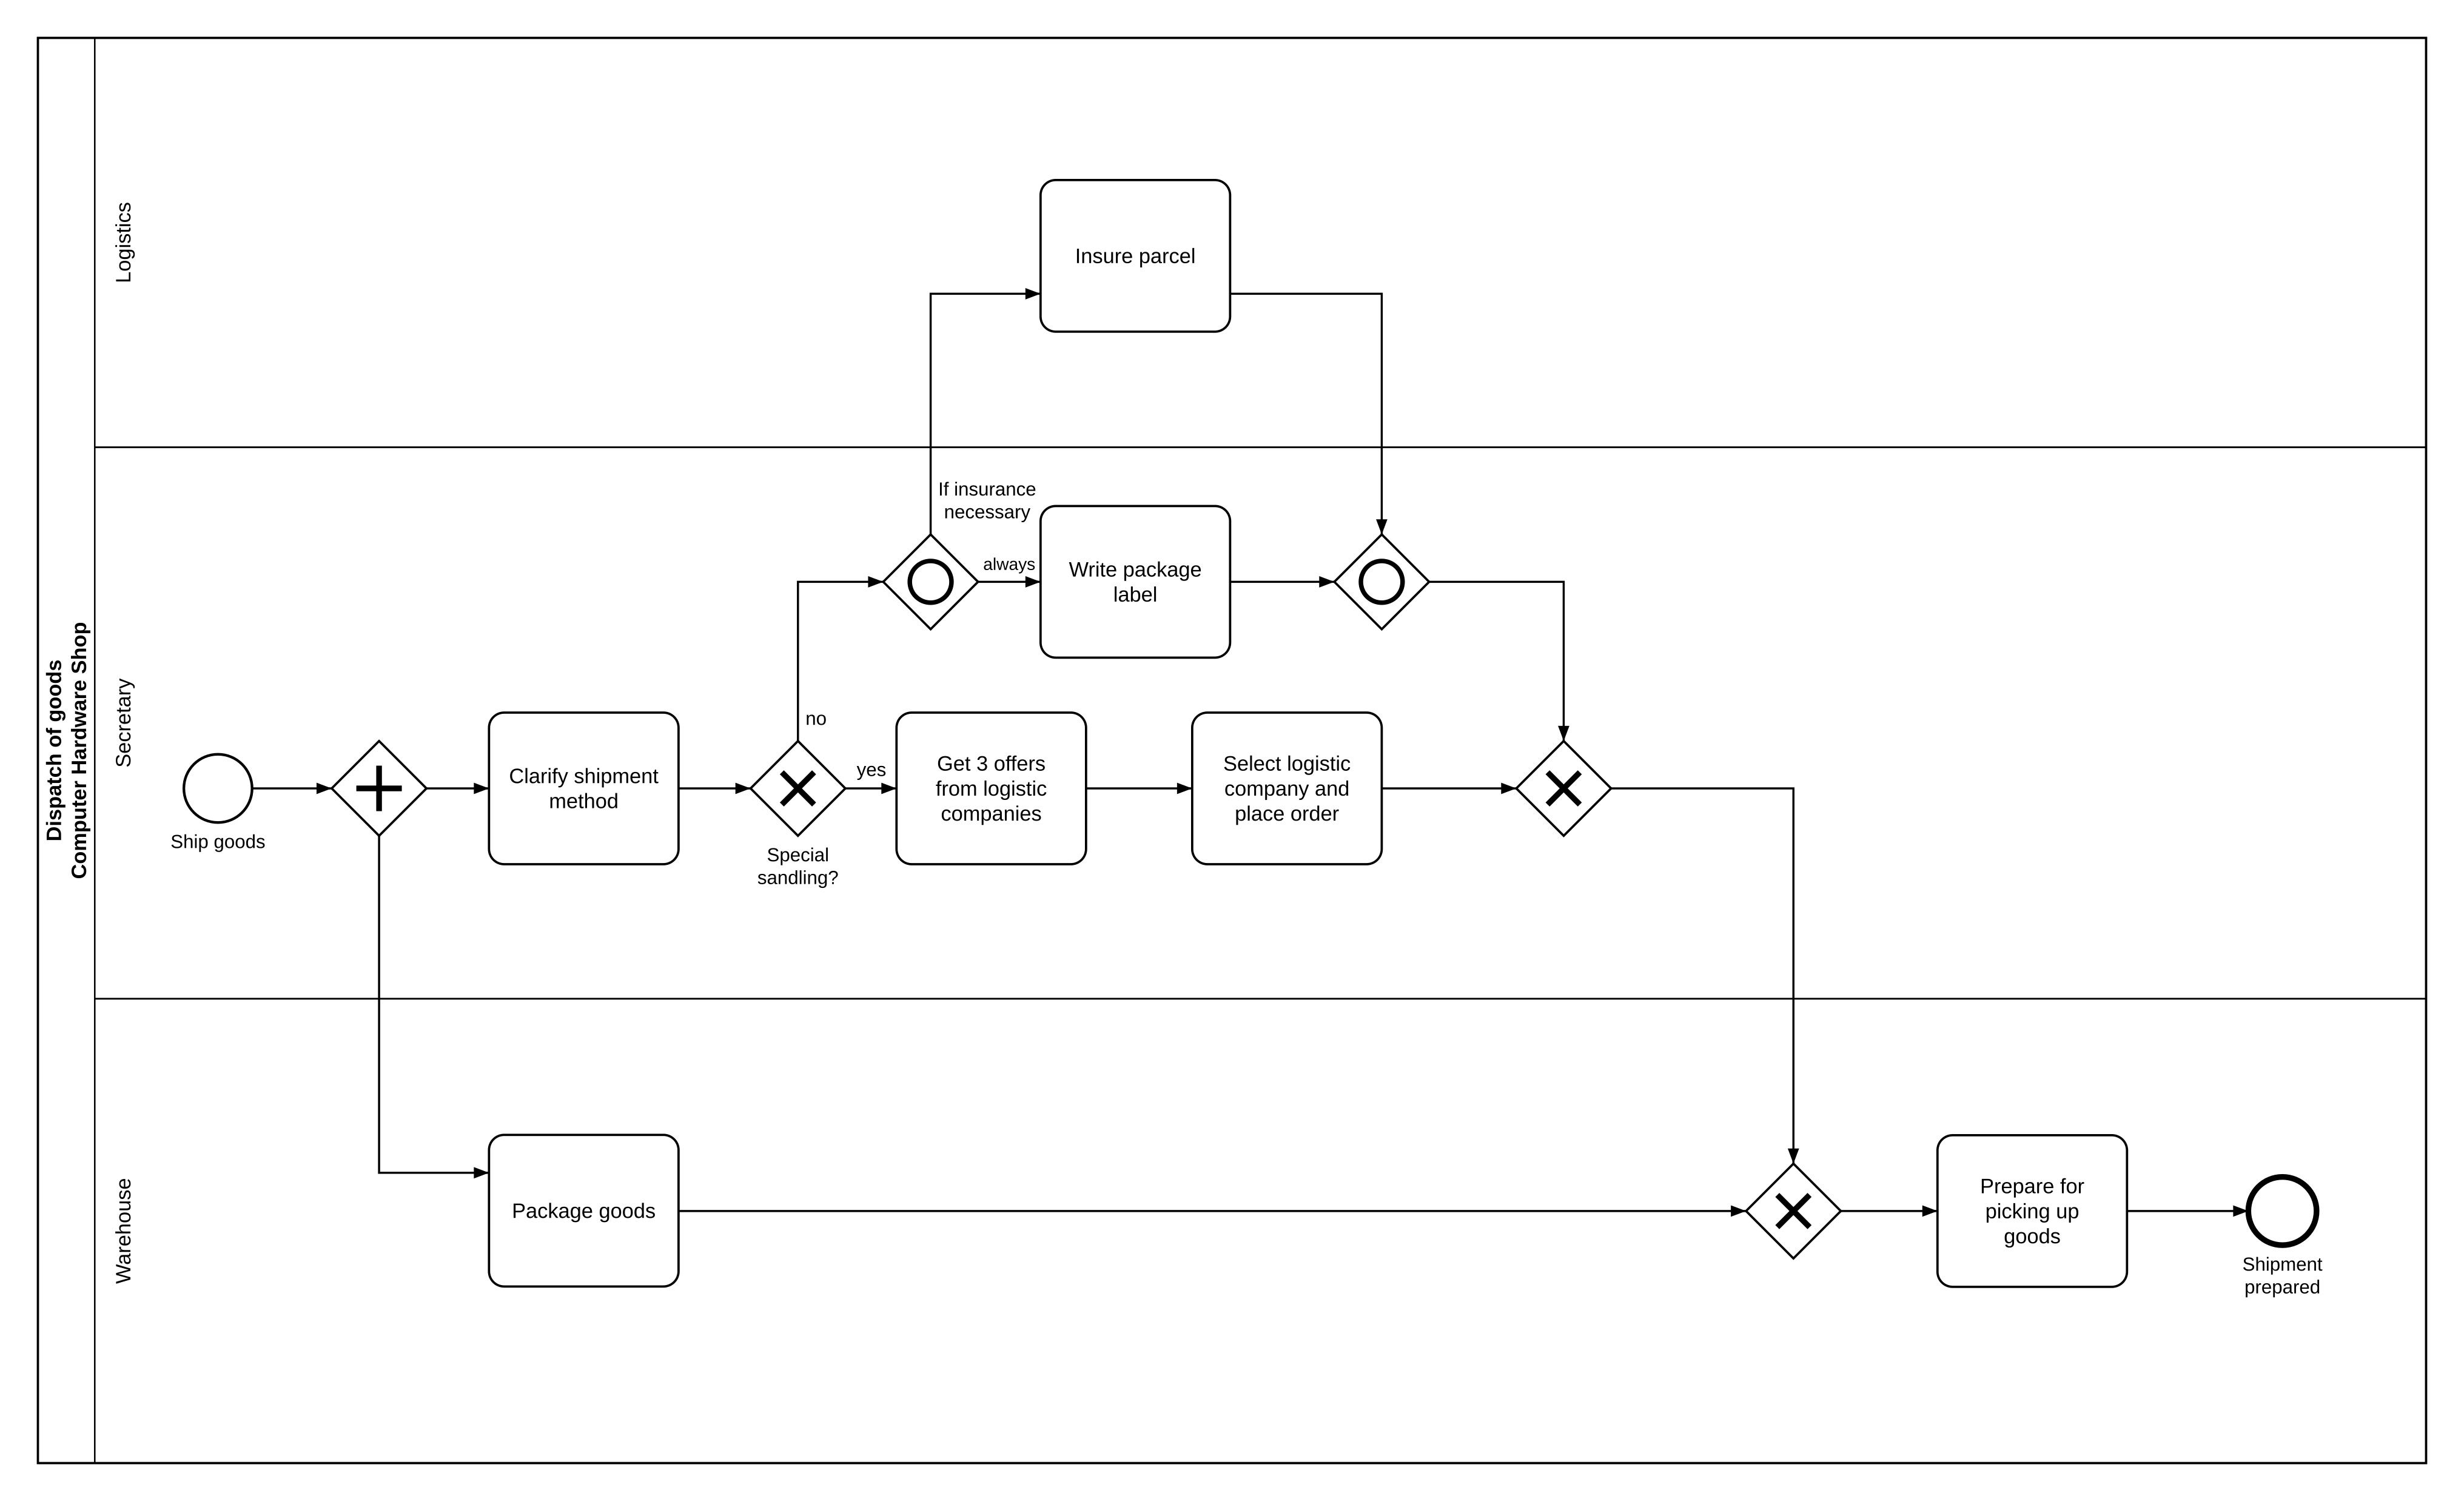 Dispatch of goods
Computer Hardware Shop
Logistics
Insure parcel
Secretary
If insurance
necessary
always
Write package
label
no
yes
Ship goods
Clarify shipment
method
Special
sandling?
Get 3 offers
from logistic
companies
Select logistic
company and
place order
Warehouse
Package goods
Prepare for
picking up
goods
Shipment
prepared